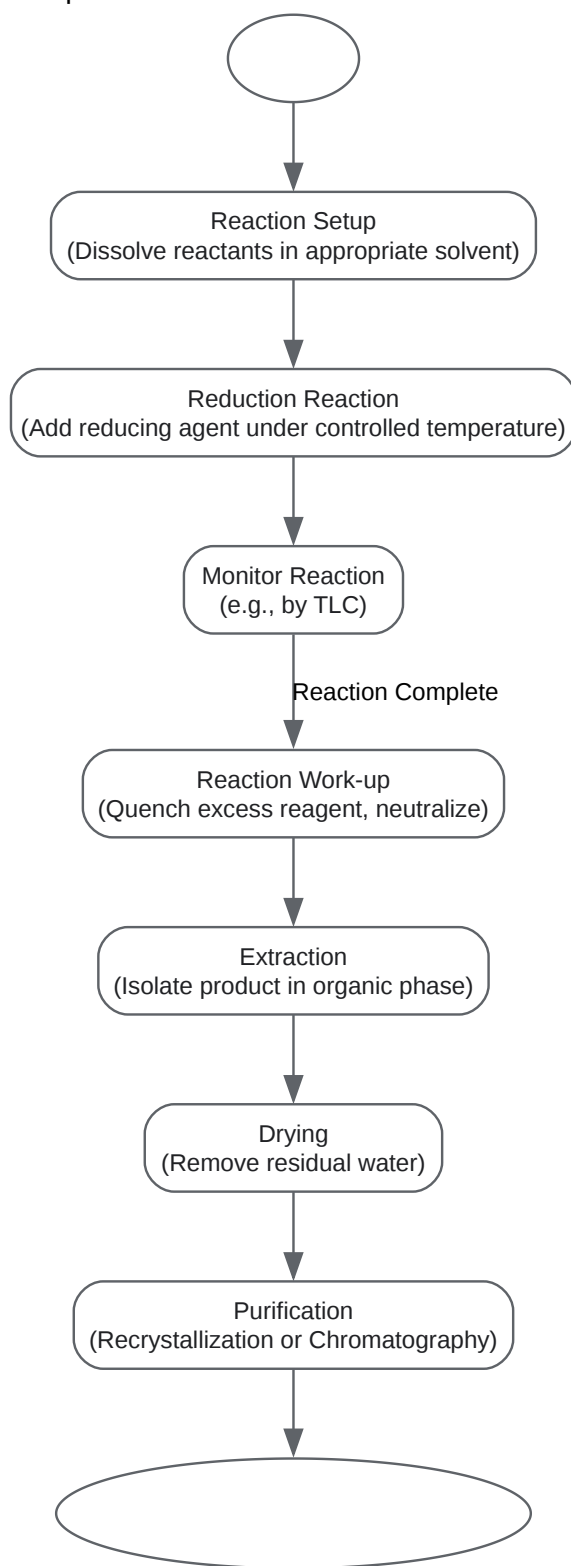 Reaction Setup
(Dissolve reactants in appropriate solvent)
Reduction Reaction
(Add reducing agent under controlled temperature)
Monitor Reaction
(e.g., by TLC)
Reaction Complete
Reaction Work-up
(Quench excess reagent, neutralize)
Extraction
(Isolate product in organic phase)
Drying
(Remove residual water)
Purification
(Recrystallization or Chromatography)